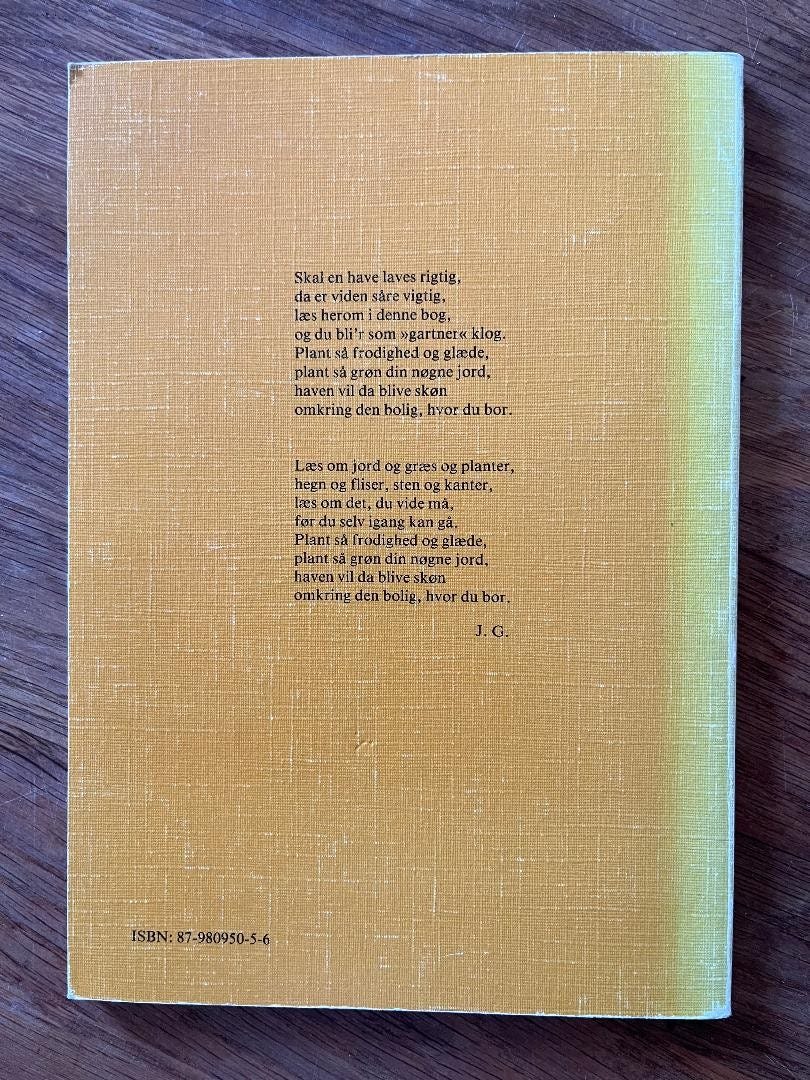 Skal en have laves rigtig,
da er viden såre vigtig,
læs herom i denne bog,
og du bli'r som »gartner« klog.
Plant så frodighed og glæde,
plant så grøn din nøgne jord,
haven vil da blive skøn
omkring den bolig, hvor du bor.
Læs om jord og græs og planter,
hegn og fliser, sten og kanter,
læs om det, du vide må,
før du selv igang kan gå.
Plant så frodighed og glæde,
plant så grøn din nøgne jord,
haven vil da blive skøn
omkring den bolig, hvor du bor.
J. G.
ISBN: 87-980950-5-6